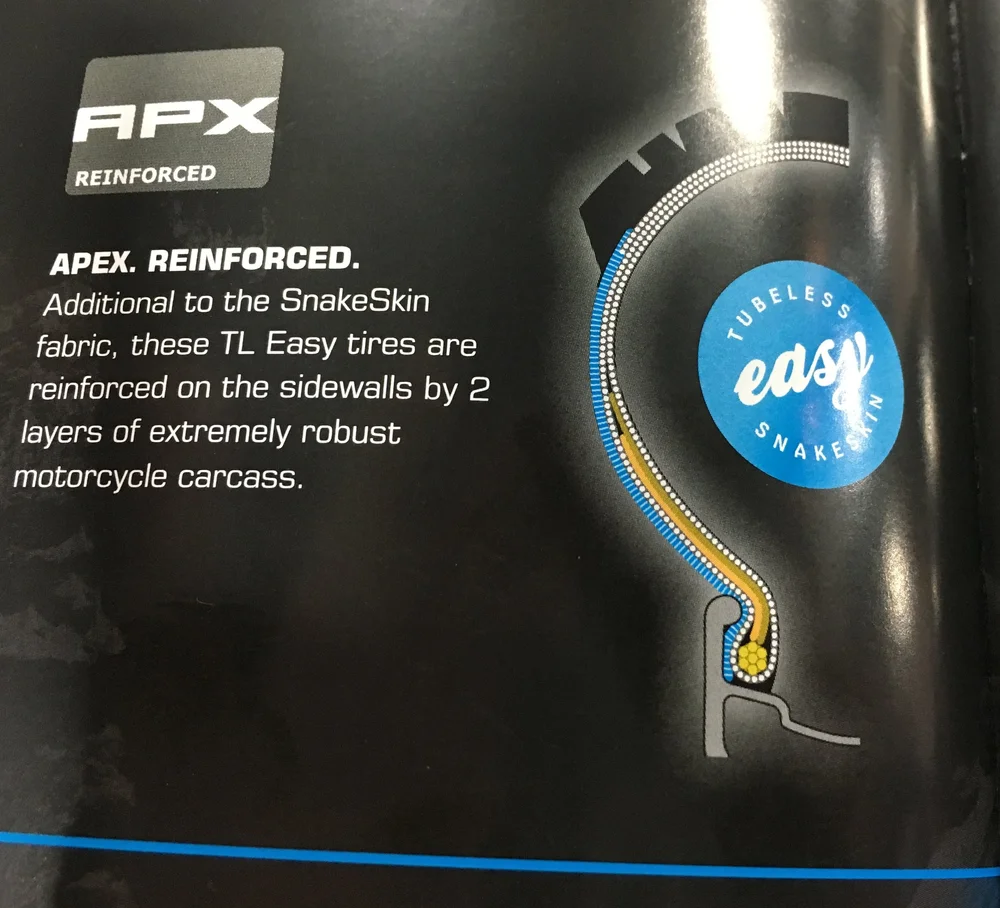 APX
REINFORCED
APEX. REINFORCED.
Additional to the SnakeSkin
fabric, these TL Easy tires are
reinforced on the sidewalls by 2
layers of extremely robust
motorcycle carcass.
TUBELESS
easy
SNAKESKIN